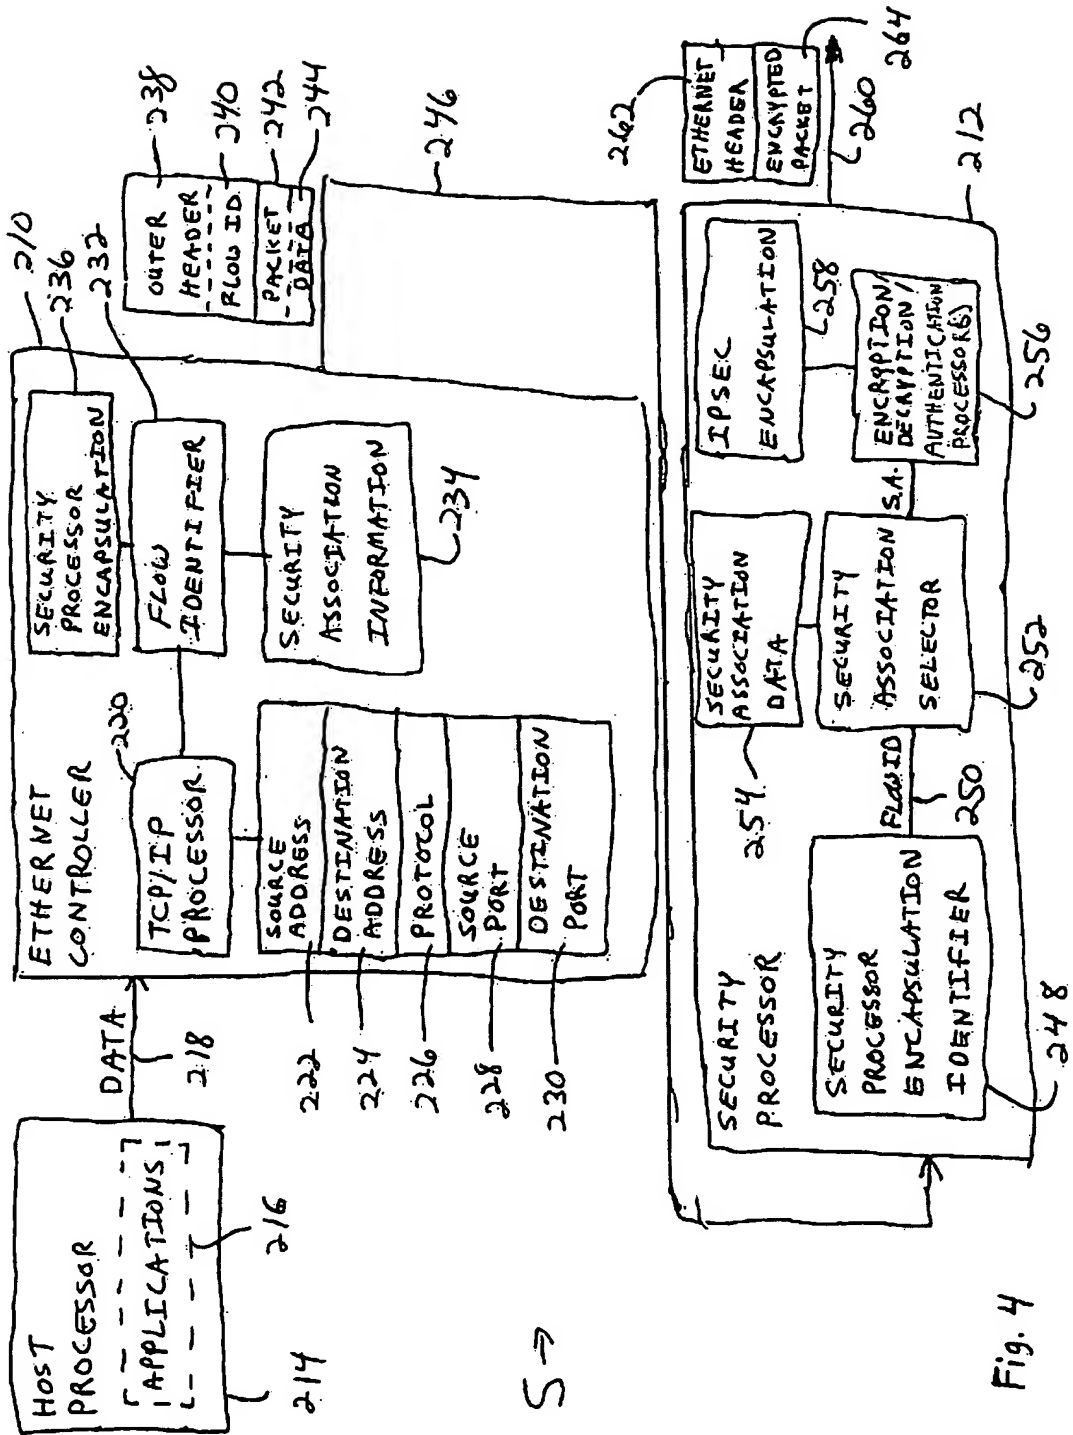 HOST
PROCESSOR
APPLICATIONS
216
214
DATA
218
ETHERNET
CONTROLLER
210
TCP/IP
PROCESSOR
220
SOURCE
ADDRESS
DESTINATION
ADDRESS
PROTOCOL
SOURCE
PORT
DESTINATION
PORT
222
224
226
228
230
SECURITY
PROCESSOR
ENCAPSULATION
236
FLOW
IDENTIFIER
232
SECURITY
ASSOCIATION
INFORMATION
234
OUTER
HEADER
FLOW ID
PACKET
DATA
238
240
242
244
246
SECURITY
PROCESSOR
SECURITY
PROCESSOR
ENCAPSULATION
IDENTIFIER
248
FLOW ID
250
SECURITY
ASSOCIATION
DATA
254
SECURITY
ASSOCIATION
SELECTOR
252
S.A.
IPSEC
ENCAPSULATION
258
ENCRYPTION/
DECRYPTION/
AUTHENTICATION
PROCESSOR(S)
256
212
ETHERNET
HEADER
ENCRYPTED
PACKET
262
264
260
S →
Fig. 4